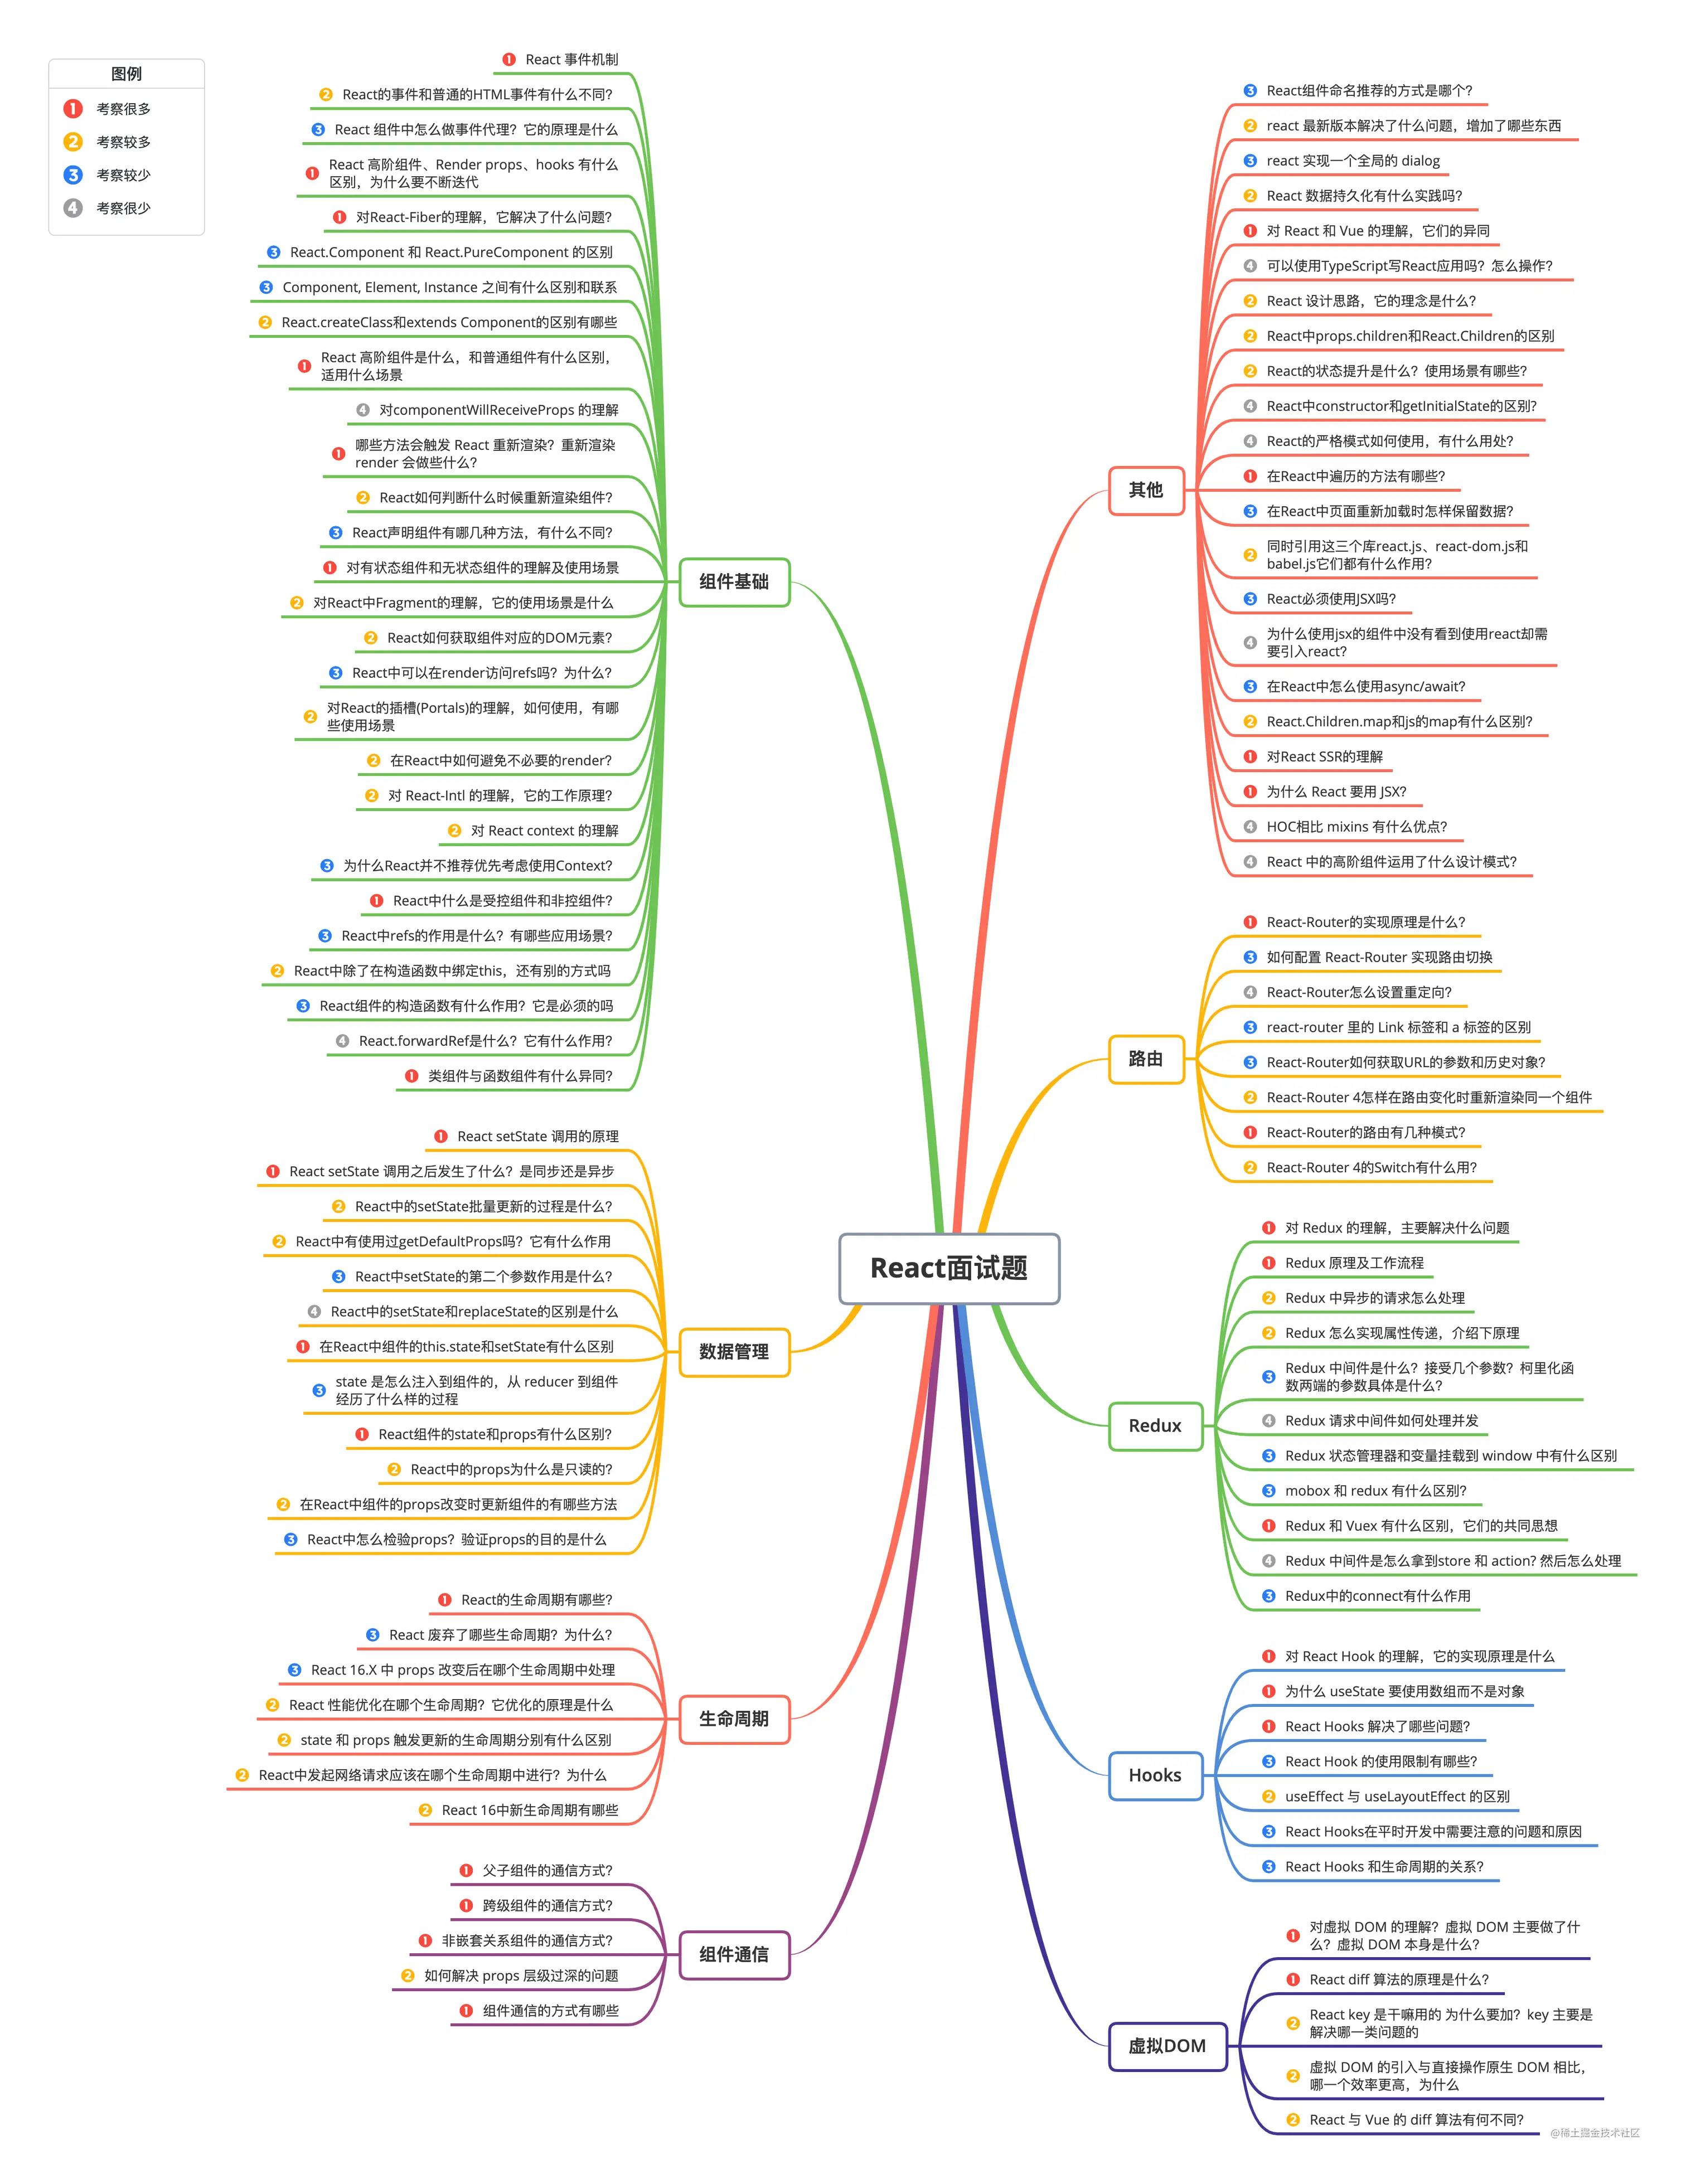 图例
1 考察很多
2 考察较多
3 考察较少
4 考察很少
React面试题
组件基础
1 React 事件机制
2 React的事件和普通的HTML事件有什么不同?
3 React 组件中怎么做事件代理？它的原理是什么
1 React 高阶组件、Render props、hooks 有什么
区别，为什么要不断迭代
1 对React-Fiber的理解，它解决了什么问题?
3 React.Component 和 React.PureComponent 的区别
3 Component, Element, Instance 之间有什么区别和联系
2 React.createClass和extends Component的区别有哪些
1 React 高阶组件是什么，和普通组件有什么区别，
适用什么场景
4 对componentWillReceiveProps 的理解
1 哪些方法会触发 React 重新渲染？重新渲染
render 会做些什么?
2 React如何判断什么时候重新渲染组件?
3 React声明组件有哪几种方法，有什么不同?
1 对有状态组件和无状态组件的理解及使用场景
2 对React中Fragment的理解，它的使用场景是什么
2 React如何获取组件对应的DOM元素?
3 React中可以在render访问refs吗？为什么?
2 对React的插槽(Portals)的理解，如何使用，有哪
些使用场景
2 在React中如何避免不必要的render?
2 对 React-Intl 的理解，它的工作原理?
2 对 React context 的理解
3 为什么React并不推荐优先考虑使用Context?
1 React中什么是受控组件和非控组件?
3 React中refs的作用是什么？有哪些应用场景?
2 React中除了在构造函数中绑定this，还有别的方式吗
3 React组件的构造函数有什么作用？它是必须的吗
4 React.forwardRef是什么？它有什么作用?
1 类组件与函数组件有什么异同?
数据管理
1 React setState 调用的原理
1 React setState 调用之后发生了什么？是同步还是异步
2 React中的setState批量更新的过程是什么?
2 React中有使用过getDefaultProps吗？它有什么作用
3 React中setState的第二个参数作用是什么?
4 React中的setState和replaceState的区别是什么
1 在React中组件的this.state和setState有什么区别
3 state 是怎么注入到组件的，从 reducer 到组件
经历了什么样的过程
1 React组件的state和props有什么区别?
2 React中的props为什么是只读的?
2 在React中组件的props改变时更新组件的有哪些方法
3 React中怎么检验props？验证props的目的是什么
生命周期
1 React的生命周期有哪些?
3 React 废弃了哪些生命周期？为什么?
3 React 16.X 中 props 改变后在哪个生命周期中处理
2 React 性能优化在哪个生命周期？它优化的原理是什么
2 state 和 props 触发更新的生命周期分别有什么区别
2 React中发起网络请求应该在哪个生命周期中进行？为什么
2 React 16中新生命周期有哪些
组件通信
1 父子组件的通信方式?
1 跨级组件的通信方式?
1 非嵌套关系组件的通信方式?
2 如何解决 props 层级过深的问题
1 组件通信的方式有哪些
其他
3 React组件命名推荐的方式是哪个?
2 react 最新版本解决了什么问题，增加了哪些东西
3 react 实现一个全局的 dialog
2 React 数据持久化有什么实践吗?
1 对 React 和 Vue 的理解，它们的异同
4 可以使用TypeScript写React应用吗？怎么操作?
2 React 设计思路，它的理念是什么?
2 React中props.children和React.Children的区别
2 React的状态提升是什么？使用场景有哪些?
4 React中constructor和getInitialState的区别?
4 React的严格模式如何使用，有什么用处?
1 在React中遍历的方法有哪些?
3 在React中页面重新加载时怎样保留数据?
2 同时引用这三个库react.js、react-dom.js和
babel.js它们都有什么作用?
3 React必须使用JSX吗?
4 为什么使用jsx的组件中没有看到使用react却需
要引入react?
3 在React中怎么使用async/await?
2 React.Children.map和js的map有什么区别?
1 对React SSR的理解
1 为什么 React 要用 JSX?
4 HOC相比 mixins 有什么优点?
4 React 中的高阶组件运用了什么设计模式?
路由
1 React-Router的实现原理是什么?
3 如何配置 React-Router 实现路由切换
4 React-Router怎么设置重定向?
3 react-router 里的 Link 标签和 a 标签的区别
3 React-Router如何获取URL的参数和历史对象?
2 React-Router 4怎样在路由变化时重新渲染同一个组件
1 React-Router的路由有几种模式?
2 React-Router 4的Switch有什么用?
Redux
1 对 Redux 的理解，主要解决什么问题
1 Redux 原理及工作流程
2 Redux 中异步的请求怎么处理
2 Redux 怎么实现属性传递，介绍下原理
3 Redux 中间件是什么？接受几个参数？柯里化函
数两端的参数具体是什么?
4 Redux 请求中间件如何处理并发
3 Redux 状态管理器和变量挂载到 window 中有什么区别
3 mobox 和 redux 有什么区别?
1 Redux 和 Vuex 有什么区别，它们的共同思想
4 Redux 中间件是怎么拿到store 和 action? 然后怎么处理
3 Redux中的connect有什么作用
Hooks
1 对 React Hook 的理解，它的实现原理是什么
1 为什么 useState 要使用数组而不是对象
1 React Hooks 解决了哪些问题?
3 React Hook 的使用限制有哪些?
2 useEffect 与 useLayoutEffect 的区别
3 React Hooks在平时开发中需要注意的问题和原因
3 React Hooks 和生命周期的关系?
虚拟DOM
1 对虚拟 DOM 的理解？虚拟 DOM 主要做了什
么？虚拟 DOM 本身是什么?
1 React diff 算法的原理是什么?
2 React key 是干嘛用的 为什么要加？key 主要是
解决哪一类问题的
2 虚拟 DOM 的引入与直接操作原生 DOM 相比，
哪一个效率更高，为什么
2 React 与 Vue 的 diff 算法有何不同?
@稀土掘金技术社区